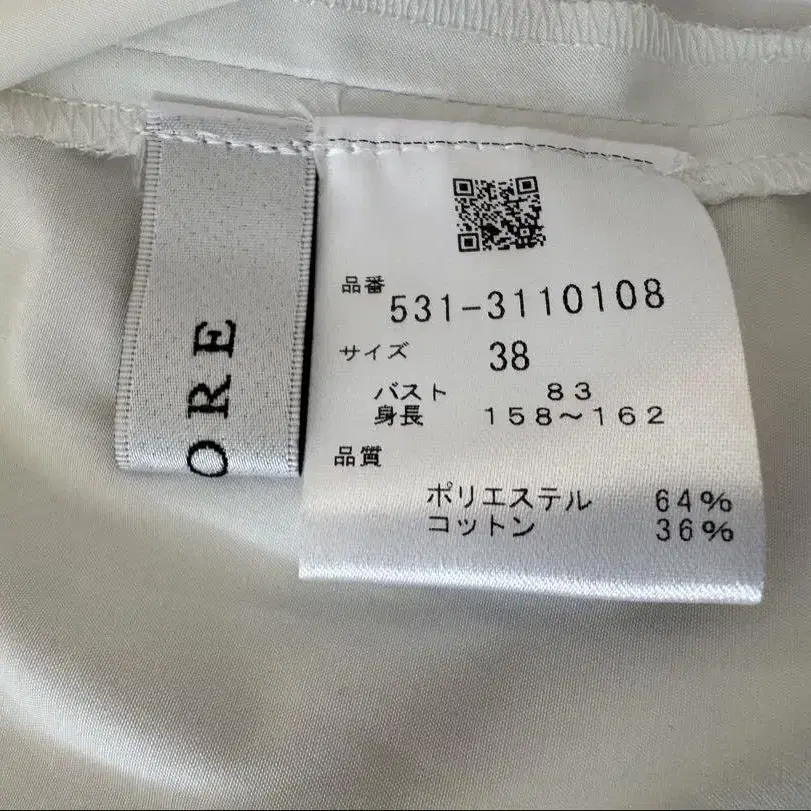 ORE
品番
531-3110108
サイズ 38
バスト 83
身長 158～162
品質
ポリエステル 64%
コットン 36%